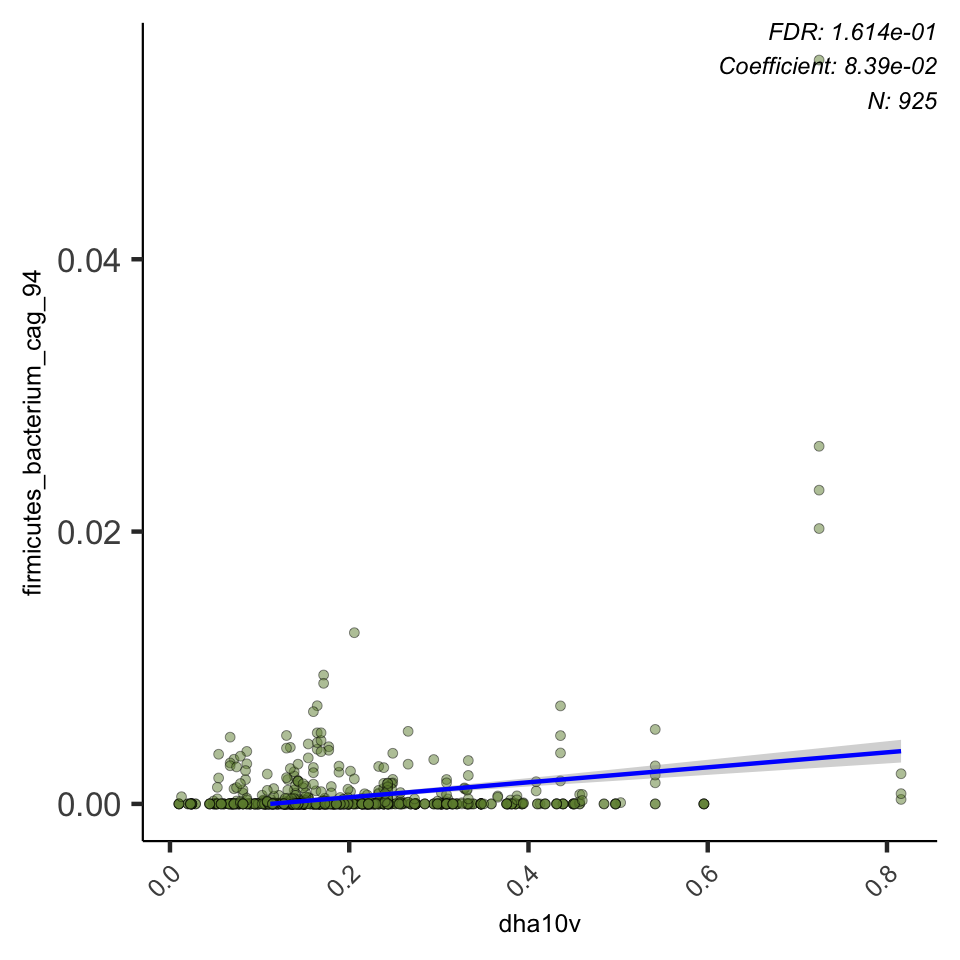 FDR: 1.614e-01
Coefficient: 8.39e-02
N: 925
firmicutes_bacterium_cag_94
0.04
0.02
0.00
0.0 0.2 0.4 0.6 0.8
dha10v